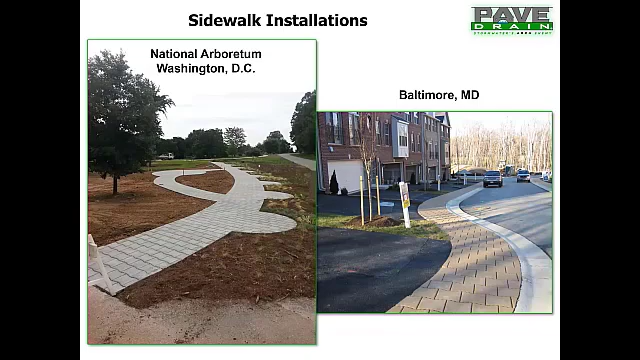 Sidewalk Installations
PAVE
DRAIN
National Arboretum
Washington, D.C.
Baltimore, MD